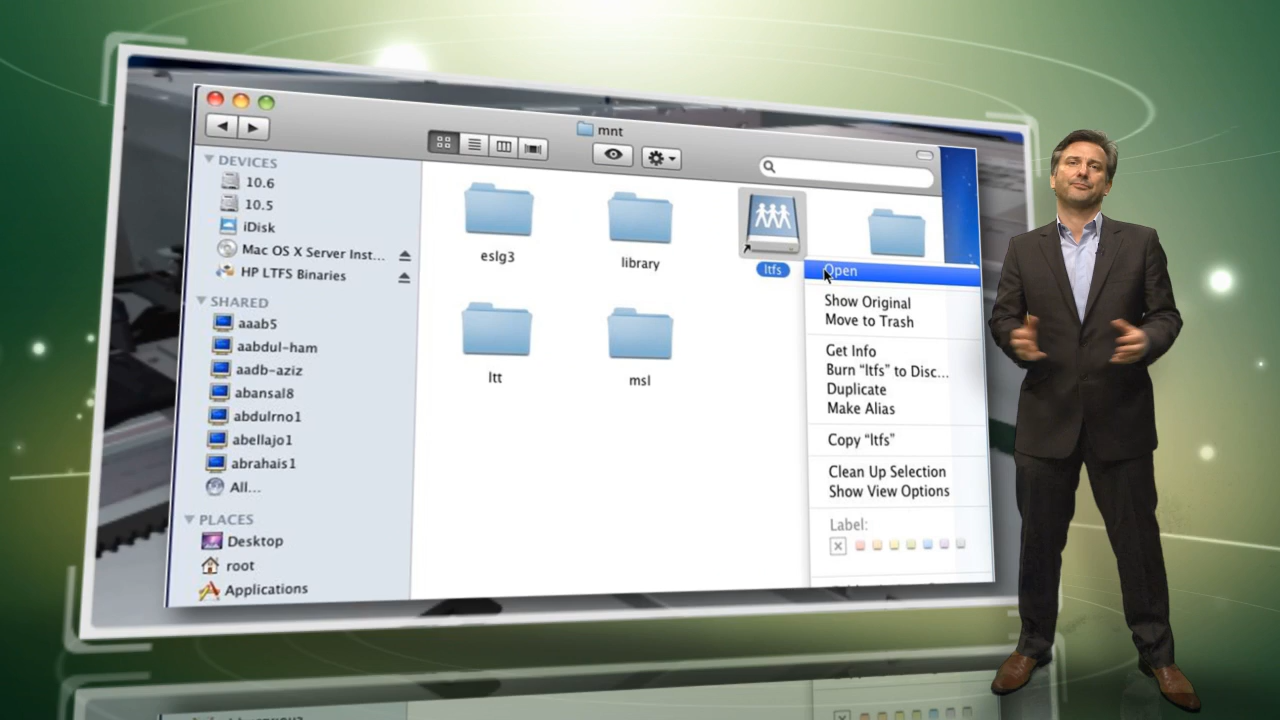 mnt
DEVICES
10.6
10.5
iDisk
Mac OS X Server Inst...
HP LTFS Binaries
SHARED
aaab5
aabdul-ham
aadb-aziz
abansal8
abdulrno1
abellajo1
abrahais1
All...
PLACES
Desktop
root
Applications
eslg3
library
ltfs
ltt
msl
Open
Show Original
Move to Trash
Get Info
Burn "ltfs" to Disc...
Duplicate
Make Alias
Copy "ltfs"
Clean Up Selection
Show View Options
Label: